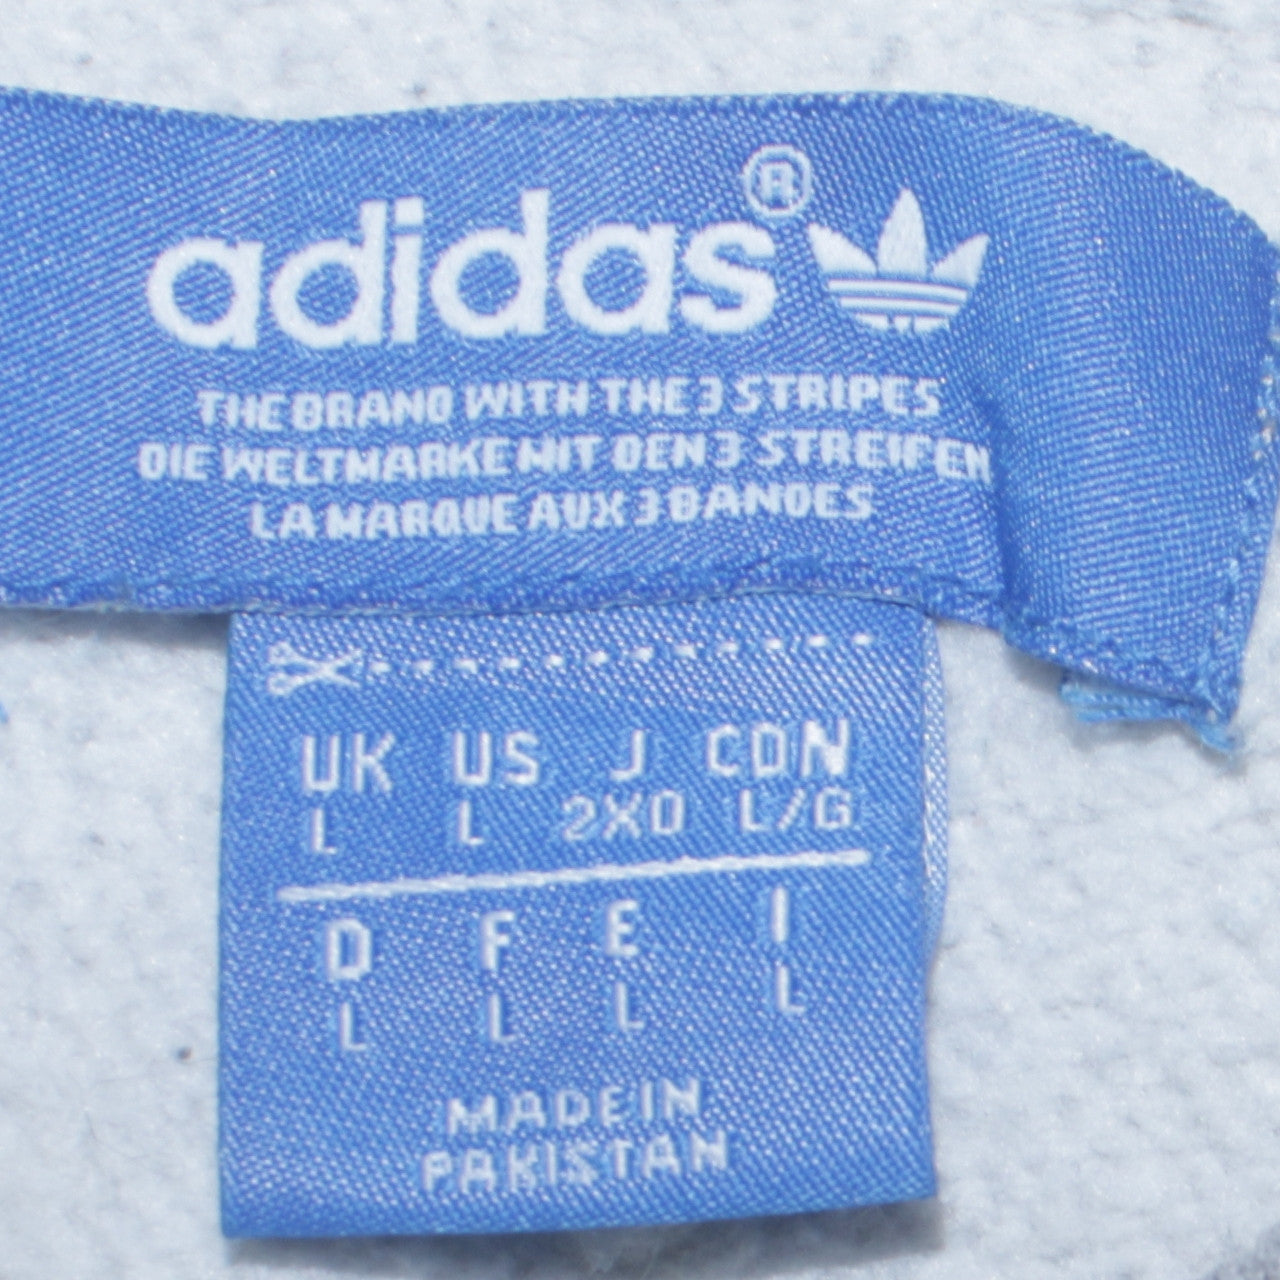 adidas®
THE BRAND WITH THE 3 STRIPES
DIE WELTMARKE MIT DEN 3 STREIFEN
LA MARQUE AUX 3 BANDES
UK US J CDN
L L 2XO L/G
D F E I
L L L L
MADE IN
PAKISTAN